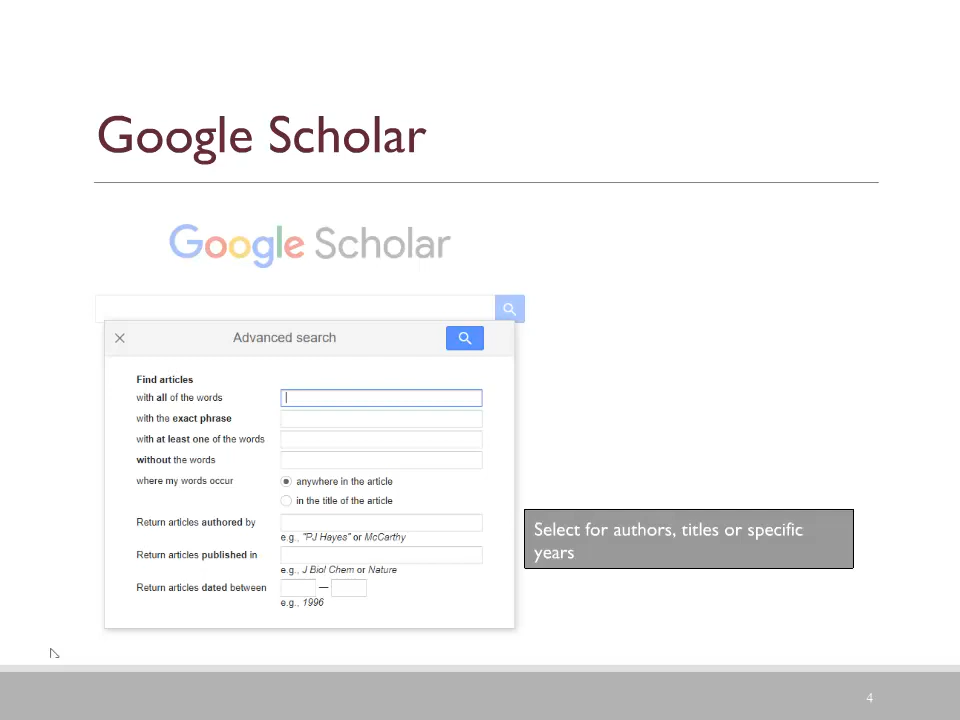 Google Scholar
Google Scholar
Advanced search
Find articles
with all of the words
with the exact phrase
with at least one of the words
without the words
where my words occur
anywhere in the article
in the title of the article
Return articles authored by
e.g., "PJ Hayes" or McCarthy
Return articles published in
e.g., J Biol Chem or Nature
Return articles dated between
—
e.g., 1996
Select for authors, titles or specific
years
4